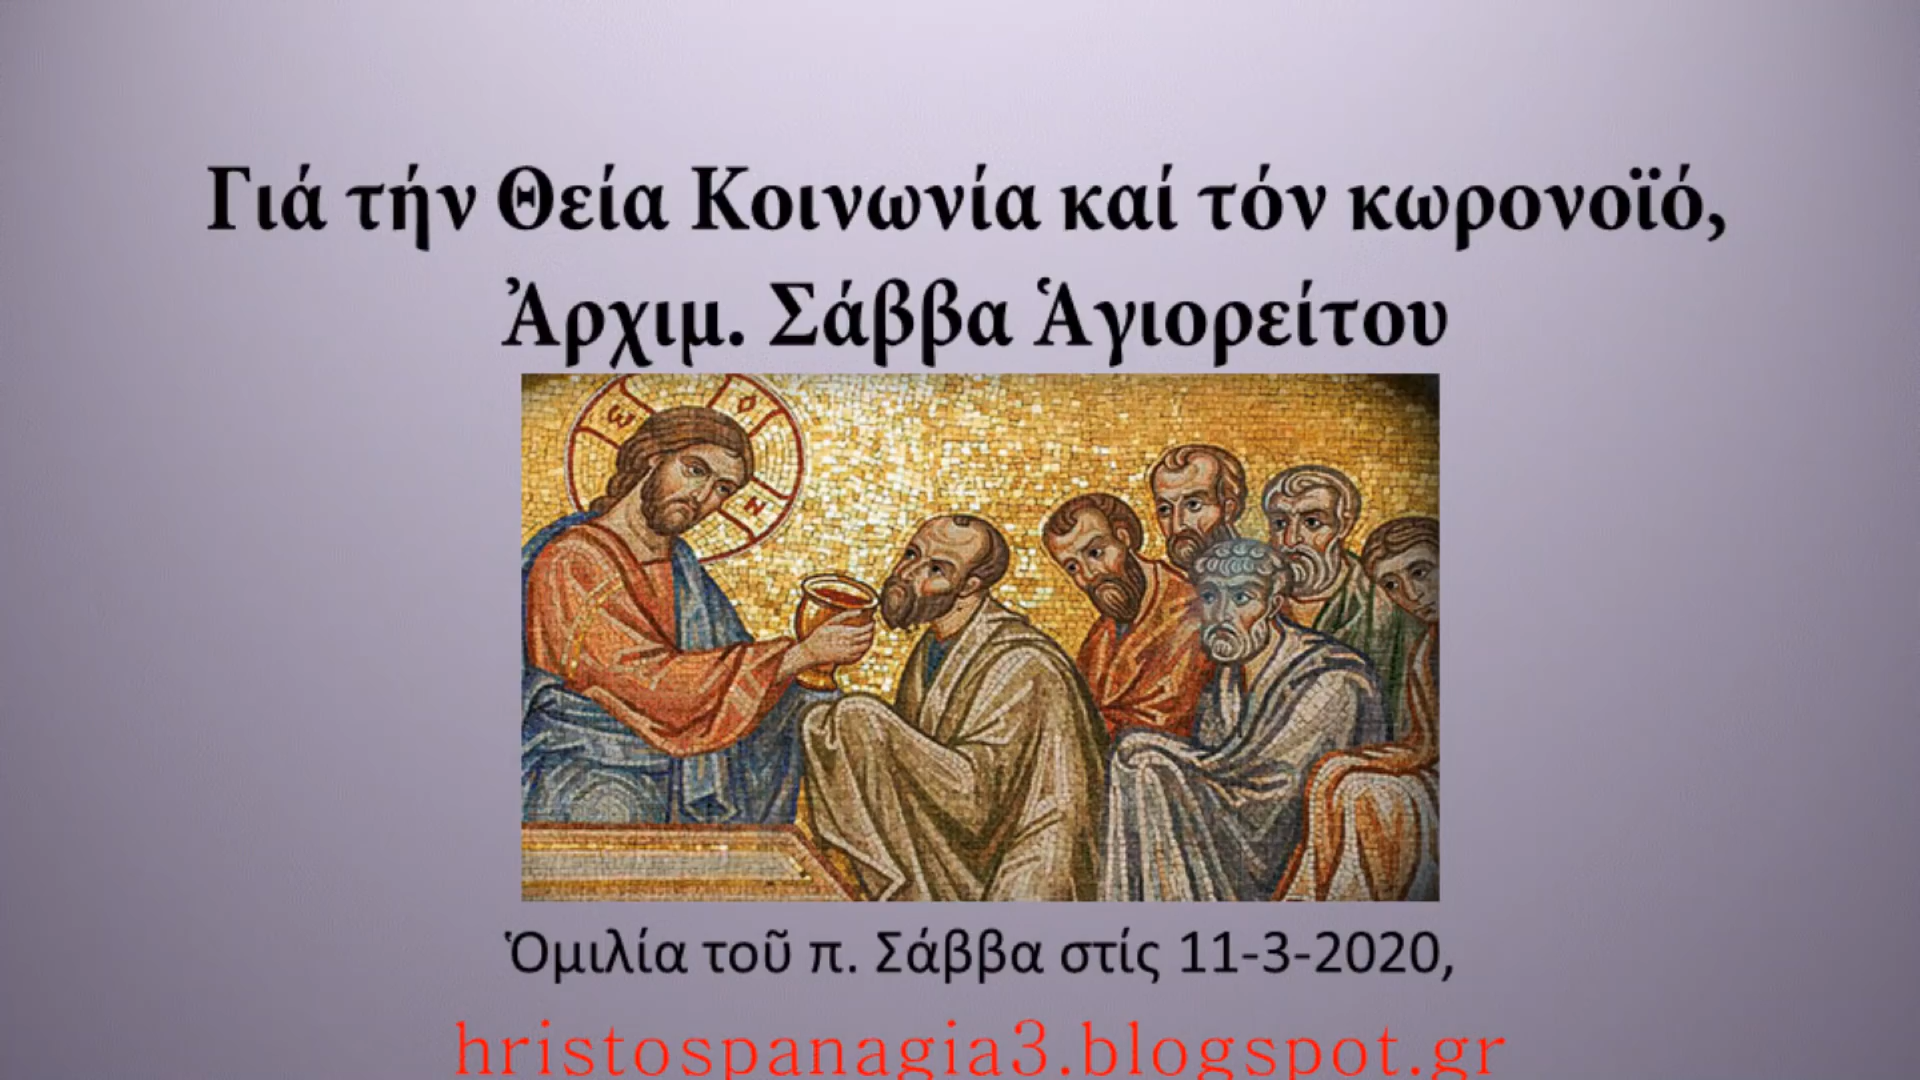 Γιά τήν Θεία Κοινωνία καί τόν κωρονοϊό,
Ἀρχιμ. Σάββα Ἁγιορείτου
ω
Ο
Ν
Ὁμιλία τοῦ π. Σάββα στίς 11-3-2020,
hristospanagia3.blogspot.gr